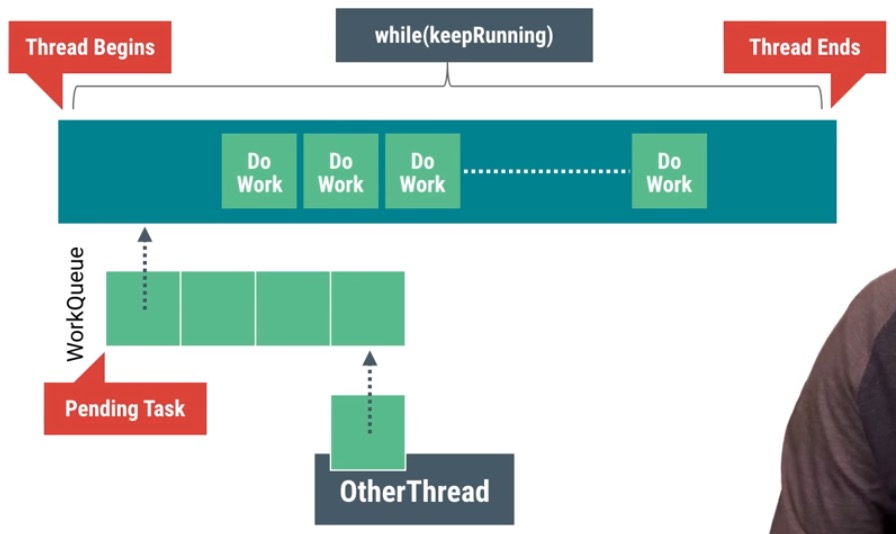 Thread Begins
while(keepRunning)
Thread Ends
Do
Work
Do
Work
Do
Work
Do
Work
WorkQueue
Pending Task
OtherThread